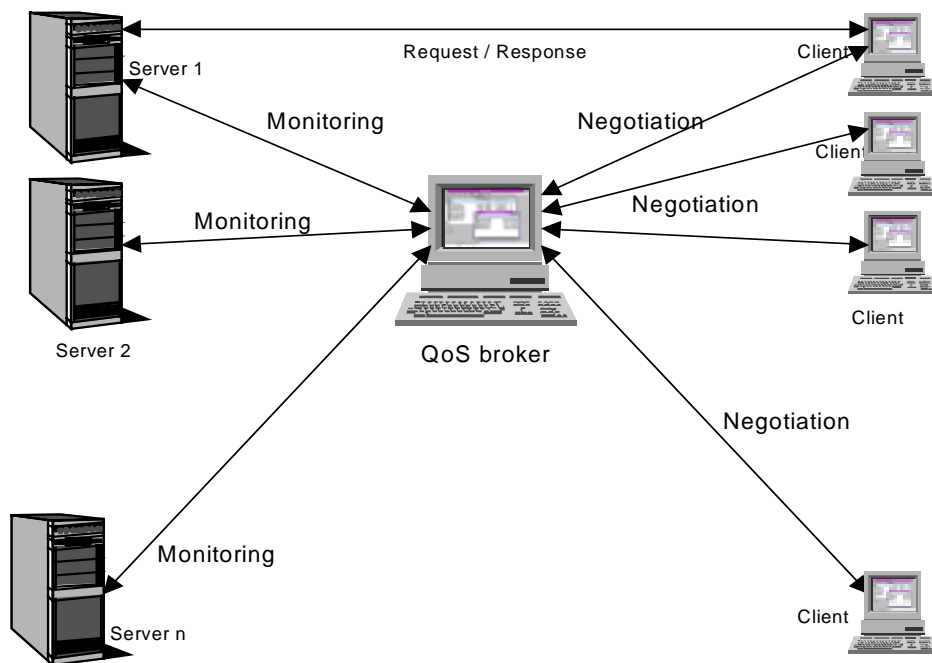 Request / Response
Client
Server 1
Monitoring
Negotiation
Client
Negotiation
Monitoring
Client
Server 2
QoS broker
Negotiation
Monitoring
Client
Server n